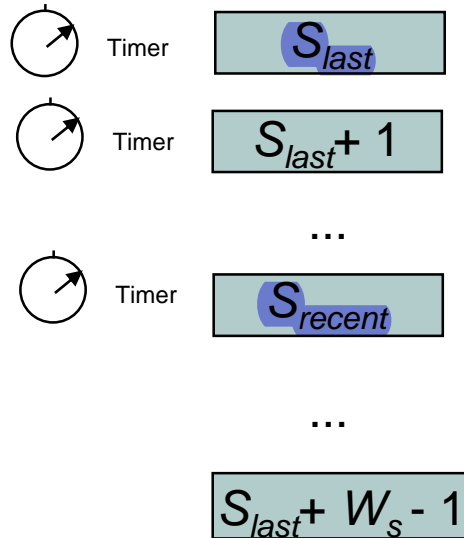 Timer S_last
Timer S_last + 1
...
Timer S_recent
...
S_last + W_s - 1